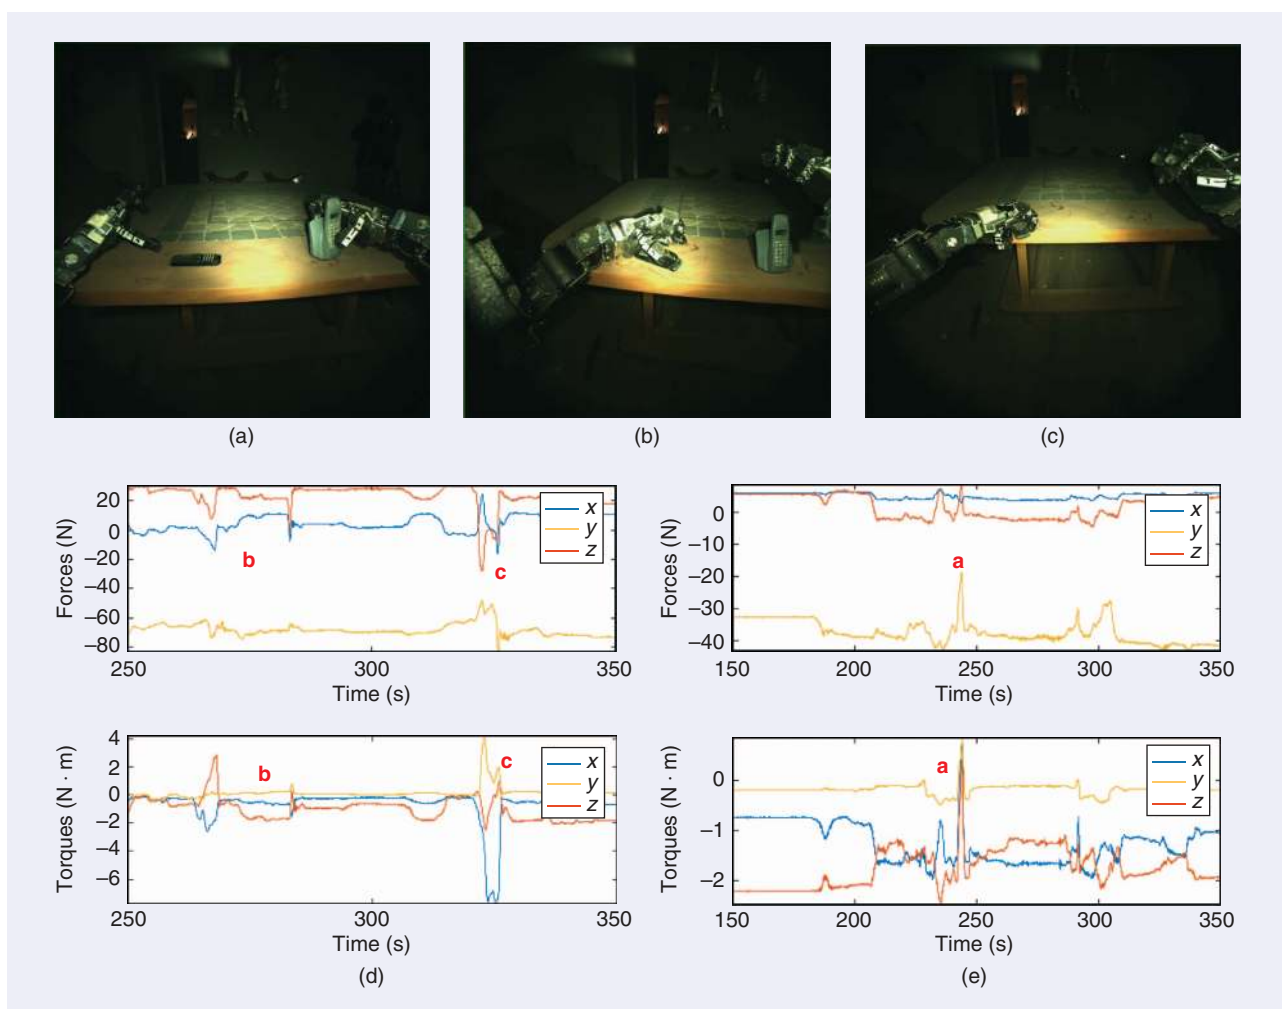 (a)
(b)
(c)
Forces (N)
20
0
–20
–40
–60
–80
b
c
x
y
z
250
300
350
Time (s)
Forces (N)
0
–10
–20
–30
–40
a
x
y
z
150
200
250
300
350
Time (s)
Torques (N · m)
4
2
0
–2
–4
–6
b
c
x
y
z
250
300
350
Time (s)
(d)
Torques (N · m)
0
–1
–2
a
x
y
z
150
200
250
300
350
Time (s)
(e)